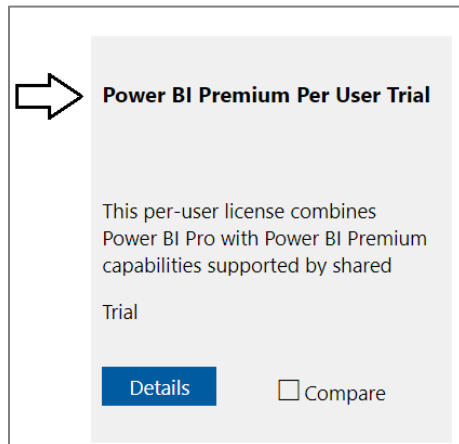 Power BI Premium Per User Trial
This per-user license combines
Power BI Pro with Power BI Premium
capabilities supported by shared
Trial
Details
Compare